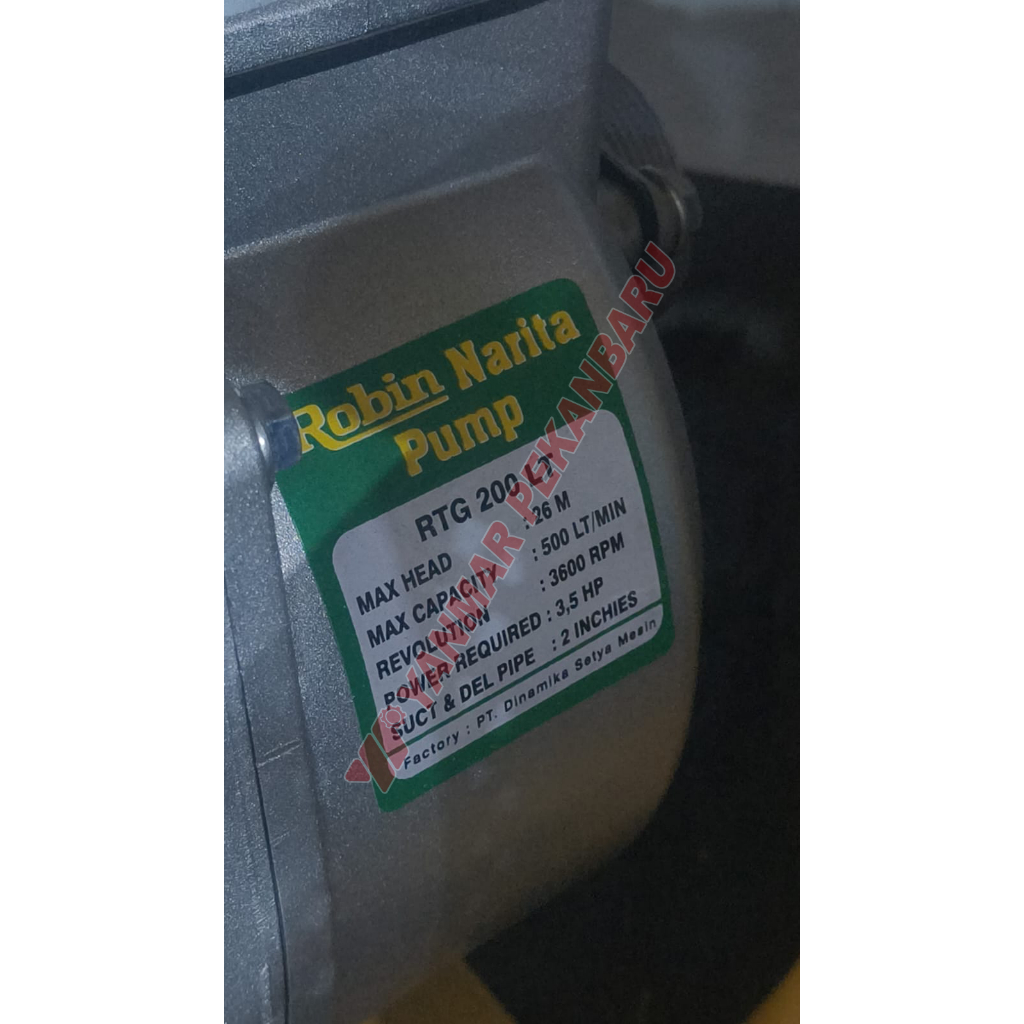 Robin Narita
Pump
RTG 200 LT
MAX HEAD : 26 M
MAX CAPACITY : 500 LT/MIN
REVOLUTION : 3600 RPM
POWER REQUIRED : 3,5 HP
SUCT & DEL PIPE : 2 INCHIES
Factory : PT. Dinamika Setya Mesin
YANMAR PEKANBARU